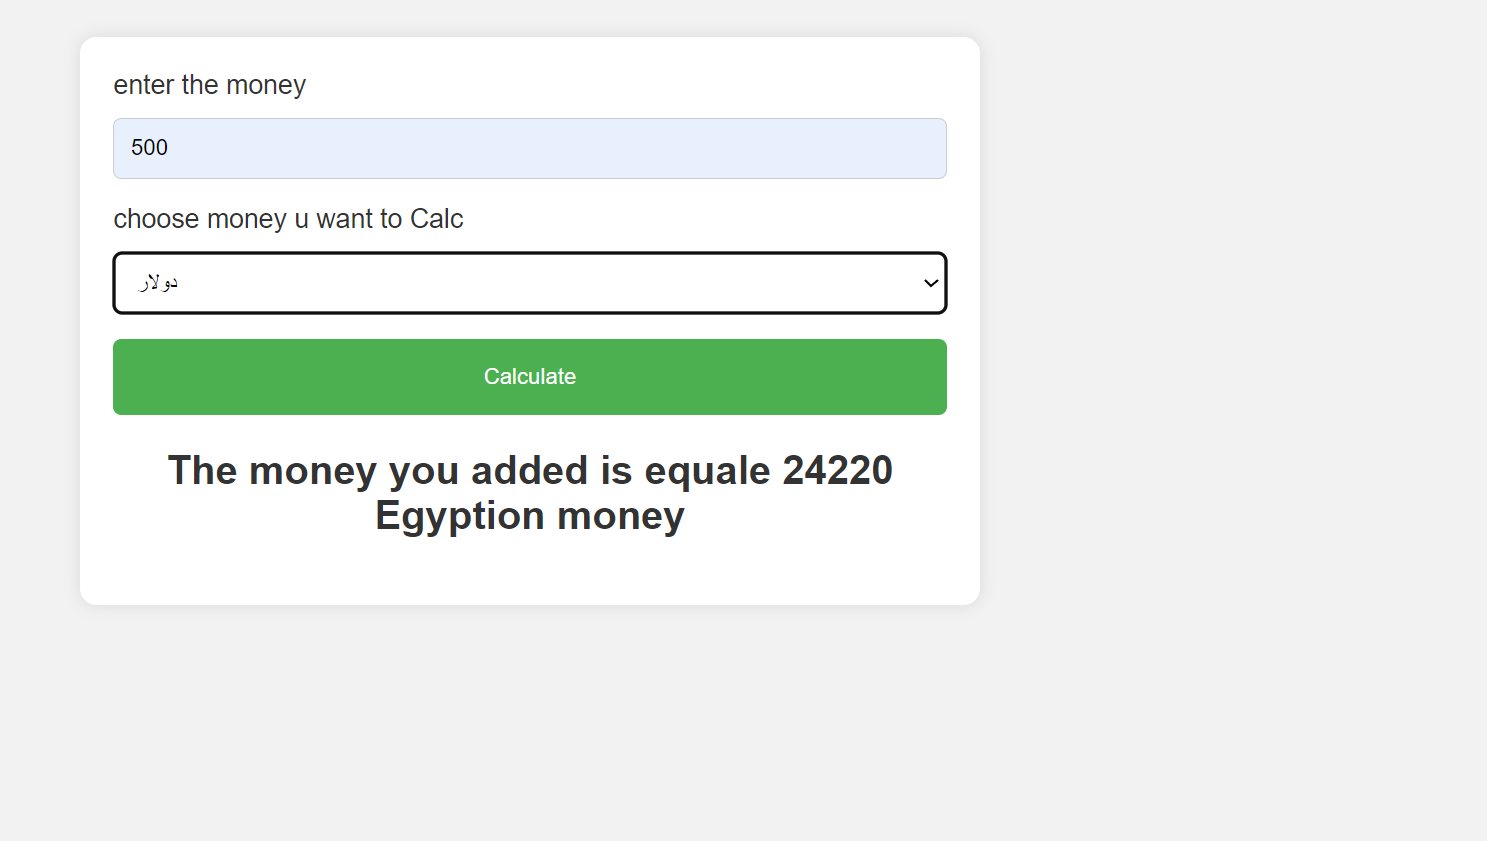 enter the money
500
choose money u want to Calc
دولار
Calculate
The money you added is equale 24220
Egyption money